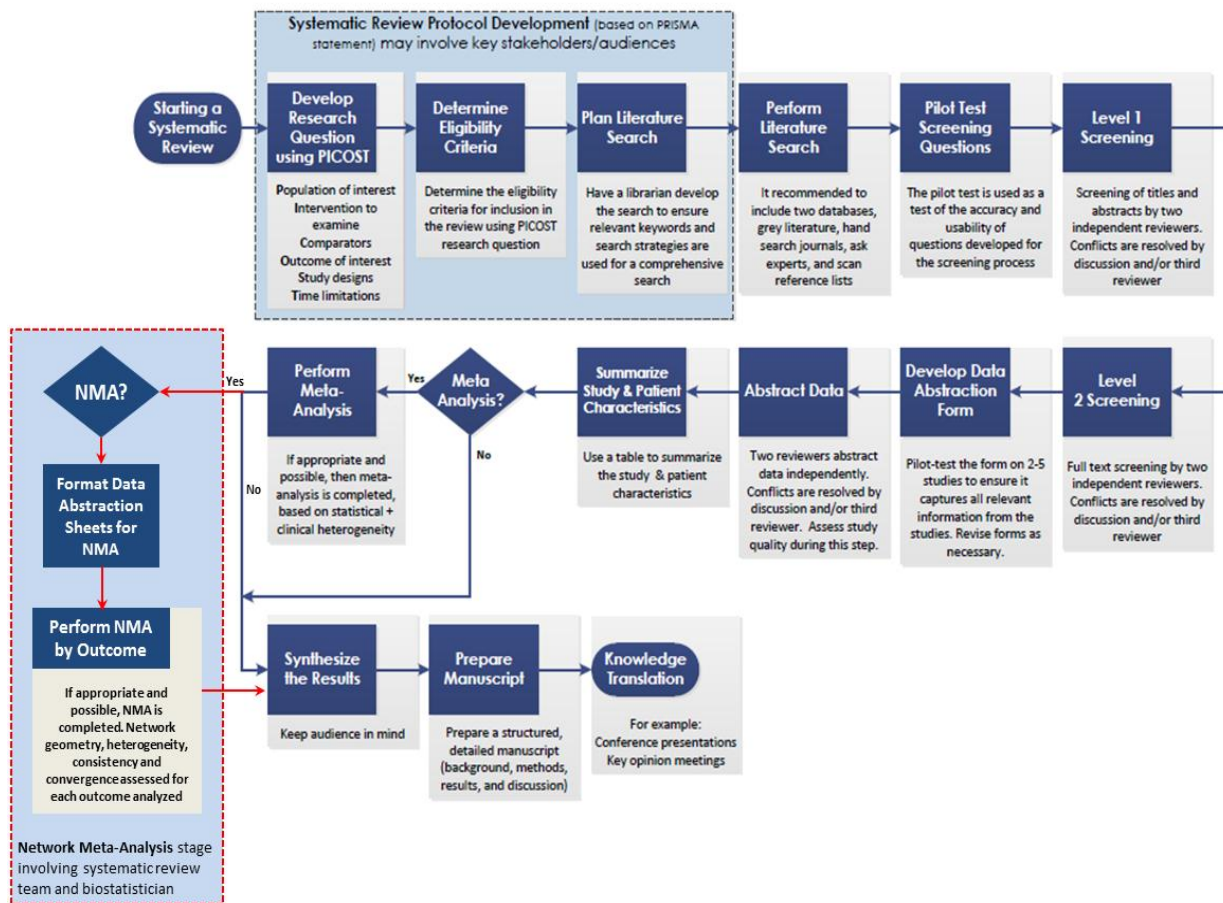 Systematic Review Protocol Development (based on PRISMA
statement) may involve key stakeholders/audiences
Starting a
Systematic
Review
Develop
Research
Question
using PICOST
Population of interest
Intervention to
examine
Comparators
Outcome of interest
Study designs
Time limitations
Determine
Eligibility
Criteria
Determine the eligibility
criteria for inclusion in
the review using PICOST
research question
Plan Literature
Search
Have a librarian develop
the search to ensure
relevant keywords and
search strategies are
used for a comprehensive
search
Perform
Literature
Search
It recommended to
include two databases,
grey literature, hand
search journals, ask
experts, and scan
reference lists
Pilot Test
Screening
Questions
The pilot test is used as a
test of the accuracy and
usability of
questions developed for
the screening process
Level 1
Screening
Screening of titles and
abstracts by two
independent reviewers.
Conflicts are resolved by
discussion and/or third
reviewer
Level
2 Screening
Full text screening by two
independent reviewers.
Conflicts are resolved by
discussion and/or third
reviewer
Develop Data
Abstraction
Form
Pilot-test the form on 2-5
studies to ensure it
captures all relevant
information from the
studies. Revise forms as
necessary.
Abstract Data
Two reviewers abstract
data independently.
Conflicts are resolved by
discussion and/or third
reviewer. Assess study
quality during this step.
Summarize
Study & Patient
Characteristics
Use a table to summarize
the study & patient
characteristics
Meta
Analysis?
Yes
No
Perform
Meta-
Analysis
If appropriate and
possible, then meta-
analysis is completed,
based on statistical +
clinical heterogeneity
Yes
No
NMA?
Format Data
Abstraction
Sheets for
NMA
Perform NMA
by Outcome
If appropriate and
possible, NMA is
completed. Network
geometry, heterogeneity,
consistency and
convergence assessed for
each outcome analyzed
Network Meta-Analysis stage
involving systematic review
team and biostatistician
Synthesize
the Results
Keep audience in mind
Prepare
Manuscript
Prepare a structured,
detailed manuscript
(background, methods,
results, and discussion)
Knowledge
Translation
For example:
Conference presentations
Key opinion meetings